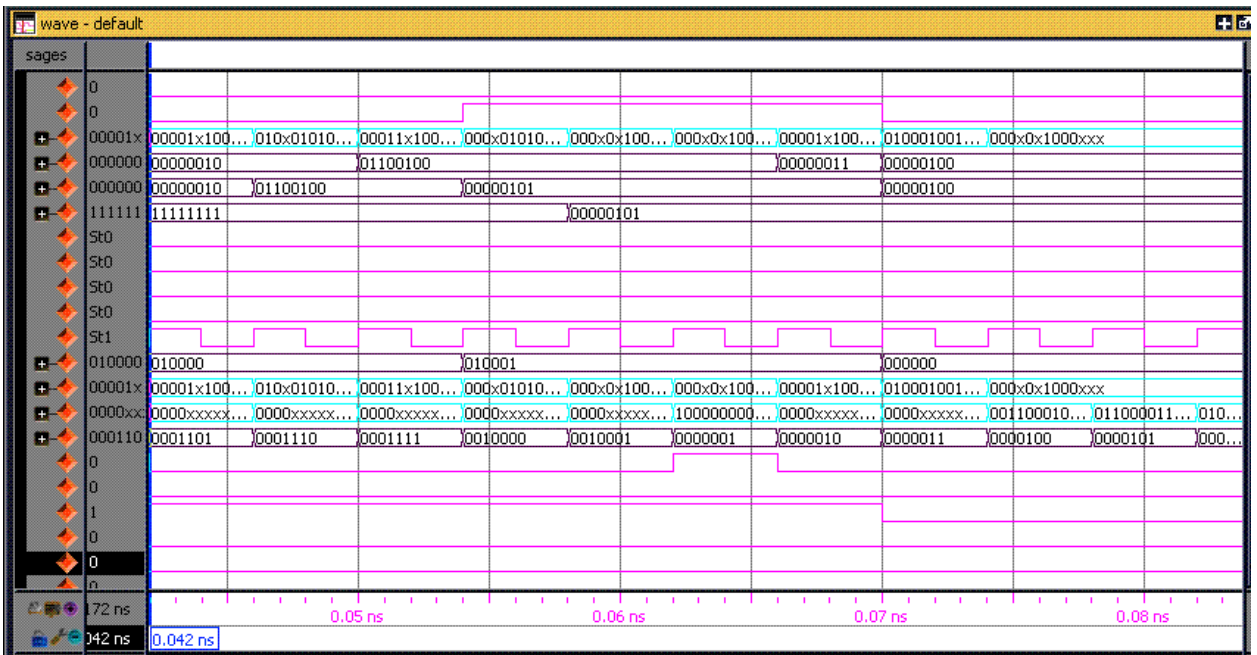 wave - default
sages
0
0
00001x 00001x100... 010x01010... 00011x100... 000x01010... 000x0x100... 000x0x100... 00001x100... 010001001... 000x0x1000xxx
000000 00000010 01100100 00000011 00000100
000000 00000010 01100100 00000101 00000100
111111 11111111 00000101
St0
St0
St0
St0
St1
010000 010000 010001 000000
00001x 00001x100... 010x01010... 00011x100... 000x01010... 000x0x100... 000x0x100... 00001x100... 010001001... 000x0x1000xxx
0000xx 0000xxxxx... 0000xxxxx... 0000xxxxx... 0000xxxxx... 0000xxxxx... 100000000... 0000xxxxx... 0000xxxxx... 001100010... 011000011... 010...
000110 0001101 0001110 0001111 0010000 0010001 0000001 0000010 0000011 0000100 0000101 000...
0
0
1
0
0
0
172 ns 0.05 ns 0.06 ns 0.07 ns 0.08 ns
042 ns 0.042 ns